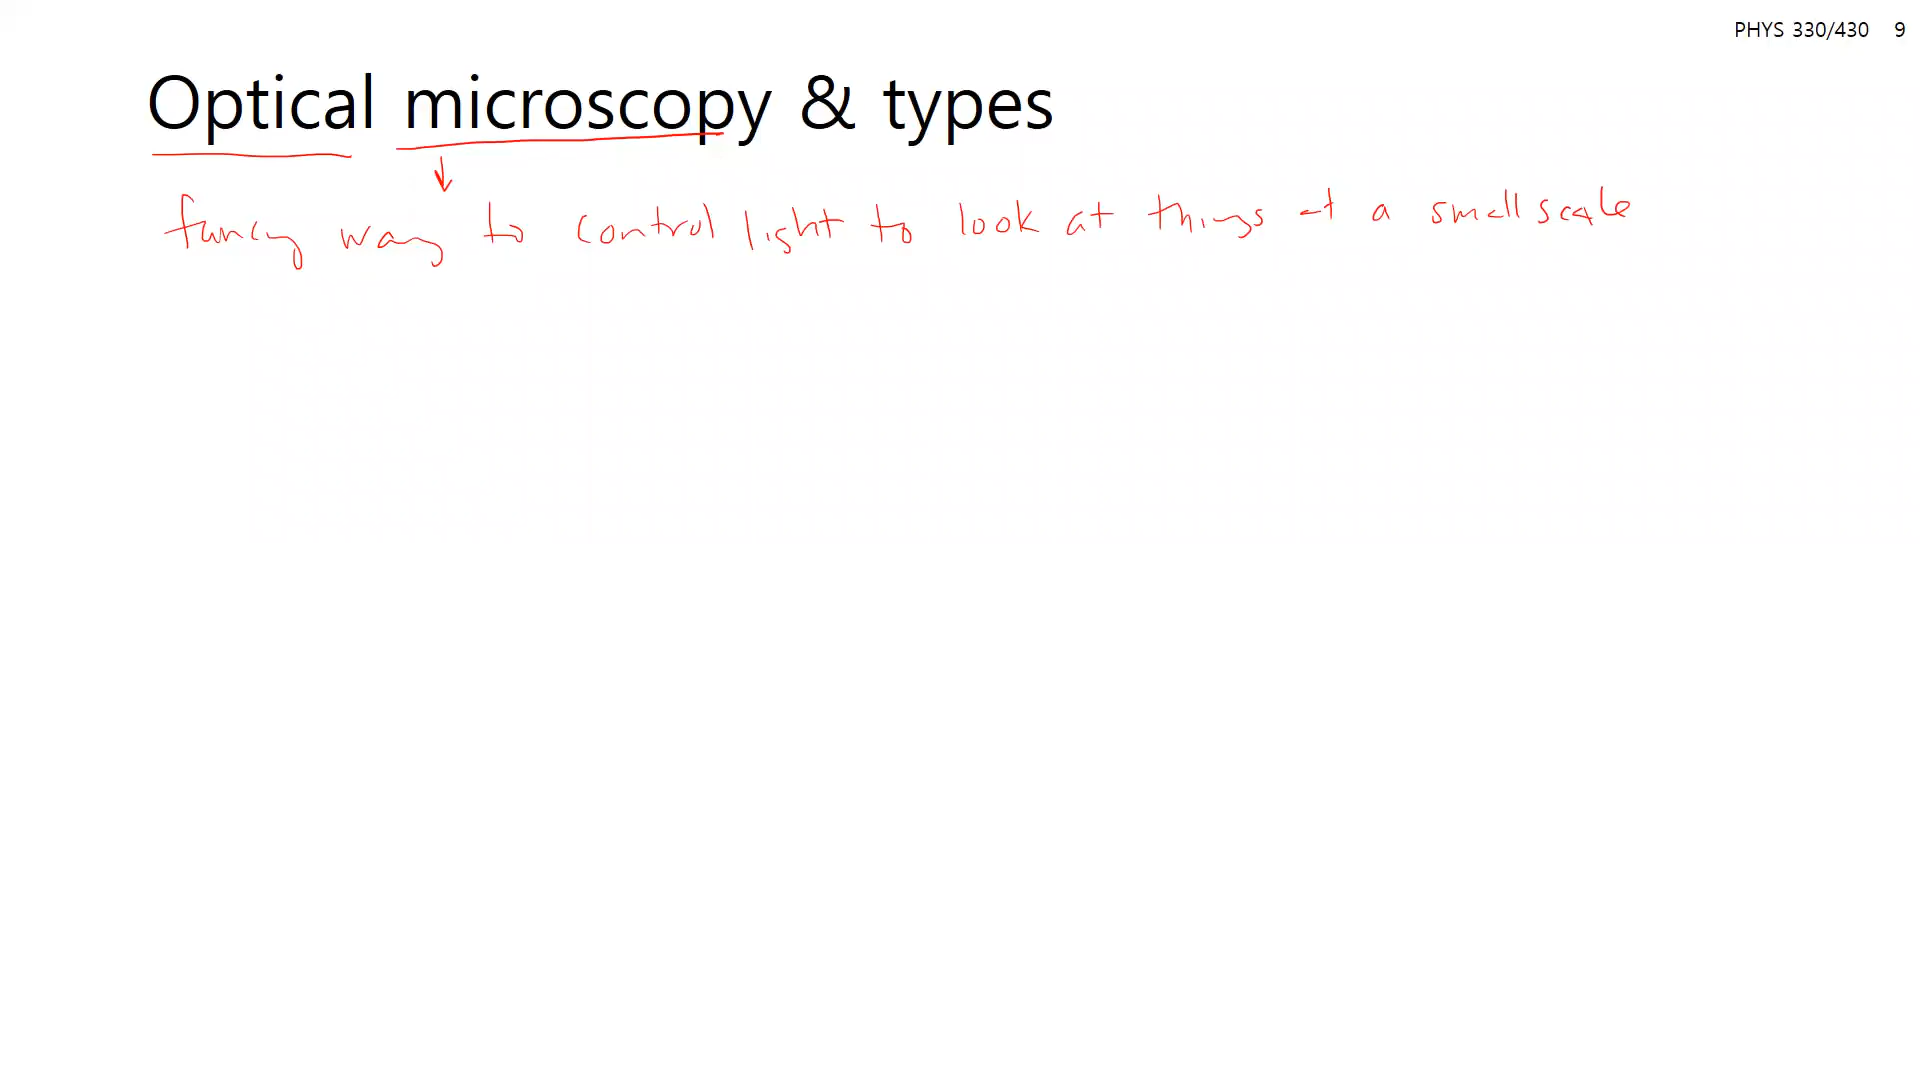 PHYS 330/430 9
Optical microscopy & types
fancy way to control light to look at things at a small scale